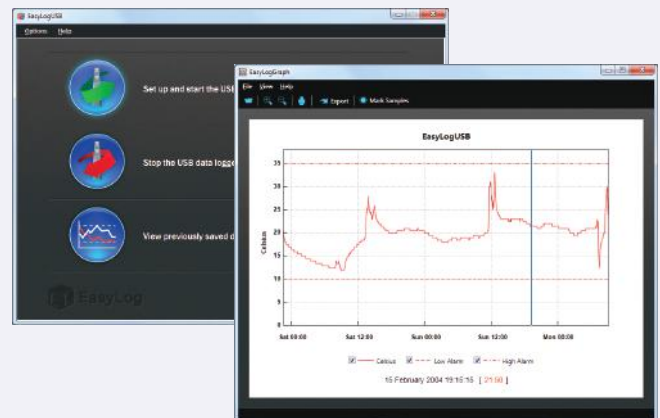 EasyLogUSB
Options Help
Set up and start the USB
Stop the USB data logge
View previously saved d
EasyLog
EasyLogGraph
File View Help
Export Mark Samples
EasyLogUSB
Celsius
35
30
25
20
15
10
5
0
Sat 00:00 Sat 12:00 Sun 00:00 Sun 12:00 Mon 00:00
Celsius Low Alarm High Alarm
15 February 2004 19:15:15 [ 21.50 ]